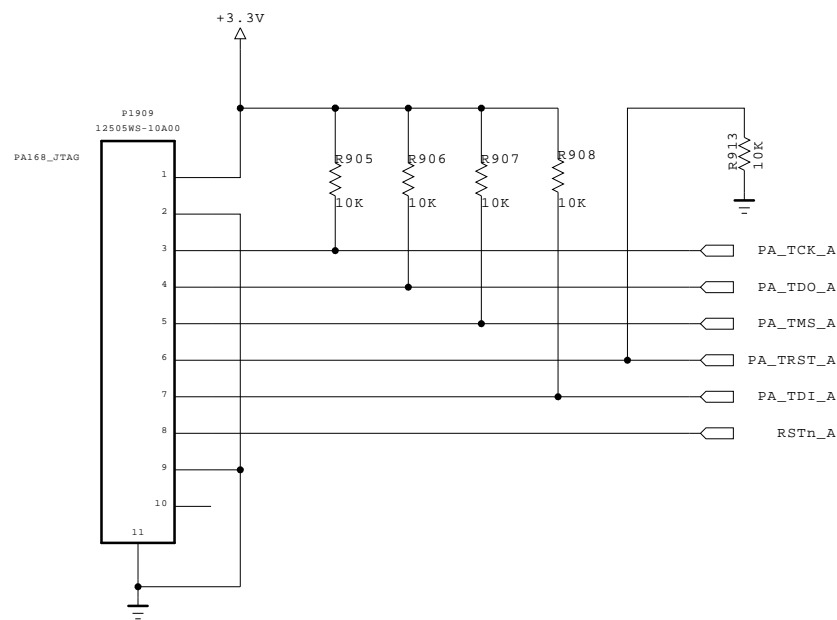 +3.3V
P1909
12505WS-10A00
PA168_JTAG
R905
R906
R907
R908
R913
10K
10K
10K
10K
10K
1
2
3
PA_TCK_A
4
PA_TDO_A
5
PA_TMS_A
6
PA_TRST_A
7
PA_TDI_A
8
RSTn_A
9
10
11